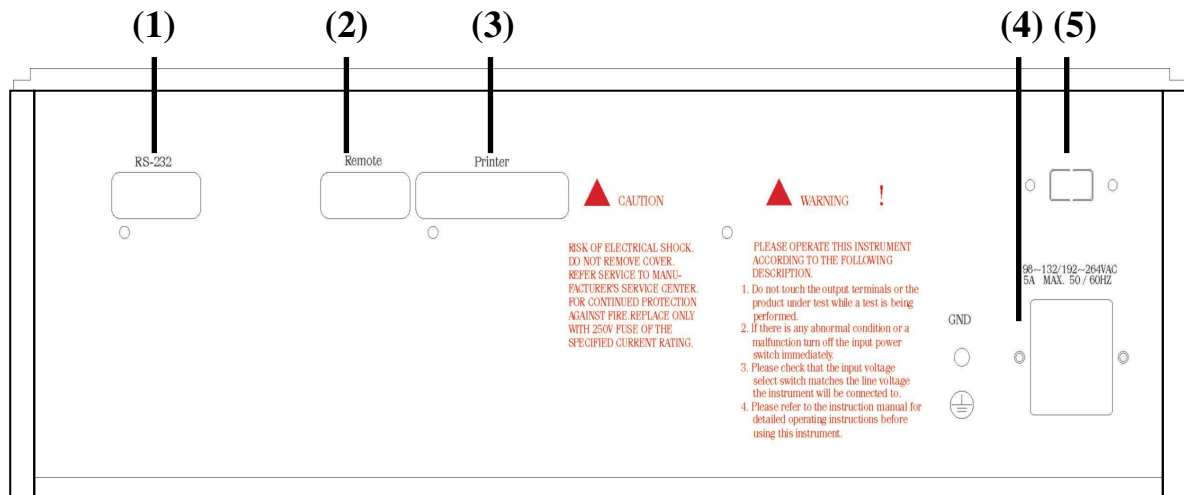 (1) (2) (3) (4) (5)
RS-232 Remote Printer
CAUTION
RISK OF ELECTRICAL SHOCK.
DO NOT REMOVE COVER.
REFER SERVICE TO MANU-
FACTURER'S SERVICE CENTER.
FOR CONTINUED PROTECTION
AGAINST FIRE.REPLACE ONLY
WITH 250V FUSE OF THE
SPECIFIED CURRENT RATING.
WARNING !
PLEASE OPERATE THIS INSTRUMENT
ACCORDING TO THE FOLLOWING
DESCRIPTION.
1. Do not touch the output terminals or the
product under test while a test is being
performed.
2. If there is any abnormal condition or a
malfunction turn off the input power
switch immediately.
3. Please check that the input voltage
select switch matches the line voltage
the instrument will be connected to.
4. Please refer to the instruction manual for
detailed operating instructions before
using this instrument.
GND
98~132/192~264VAC
5A MAX. 50 / 60HZ